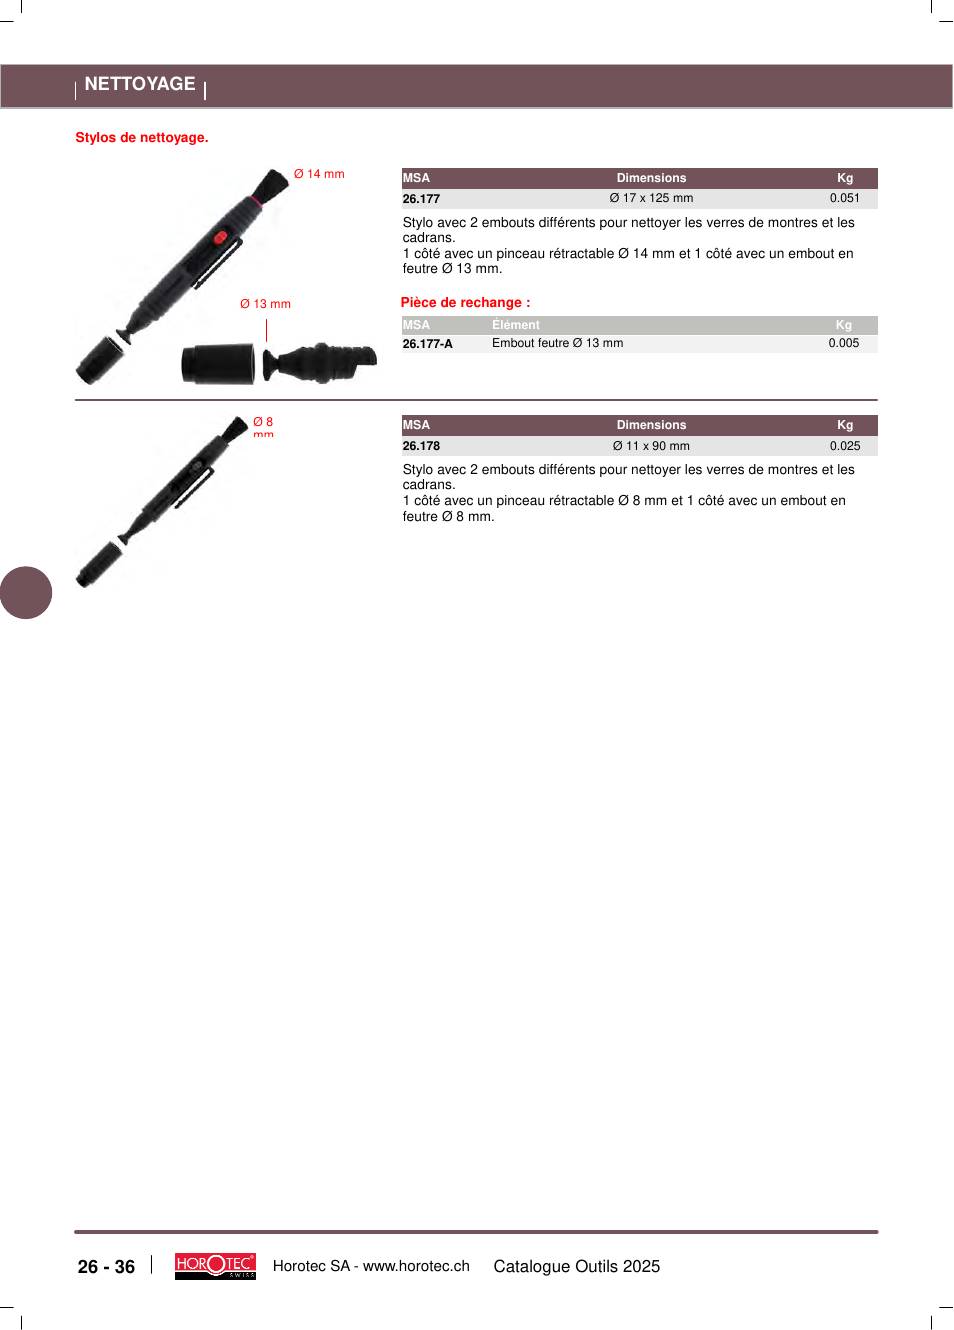 NETTOYAGE
Stylos de nettoyage.
Ø 14 mm
Ø 13 mm
MSA Dimensions Kg
26.177 Ø 17 x 125 mm 0.051
Stylo avec 2 embouts différents pour nettoyer les verres de montres et les
cadrans.
1 côté avec un pinceau rétractable Ø 14 mm et 1 côté avec un embout en
feutre Ø 13 mm.
Pièce de rechange :
MSA Élément Kg
26.177-A Embout feutre Ø 13 mm 0.005
Ø 8
mm
MSA Dimensions Kg
26.178 Ø 11 x 90 mm 0.025
Stylo avec 2 embouts différents pour nettoyer les verres de montres et les
cadrans.
1 côté avec un pinceau rétractable Ø 8 mm et 1 côté avec un embout en
feutre Ø 8 mm.
26 - 36 HOROTEC® Horotec SA - www.horotec.ch Catalogue Outils 2025
SWISS